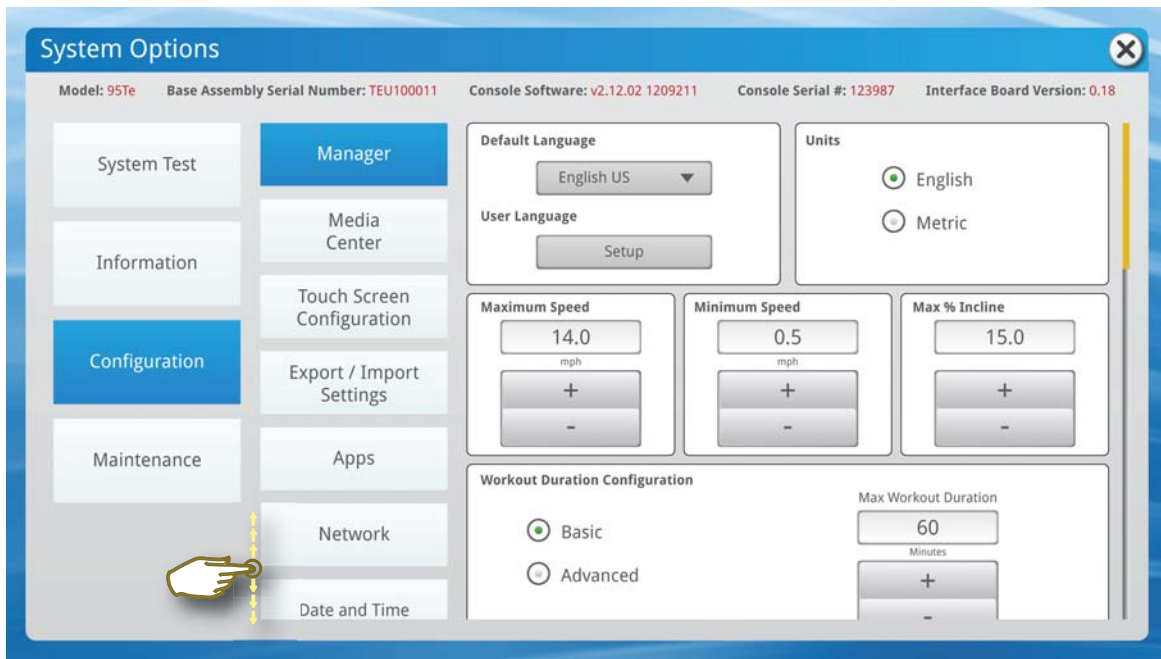 System Options
Model: 95Te Base Assembly Serial Number: TEU100011 Console Software: v2.12.02 1209211 Console Serial #: 123987 Interface Board Version: 0.18
System Test
Information
Configuration
Maintenance
Manager
Media
Center
Touch Screen
Configuration
Export / Import
Settings
Apps
Network
Date and Time
Default Language
English US
User Language
Setup
Units
English
Metric
Maximum Speed
14.0
mph
+
-
Minimum Speed
0.5
mph
+
-
Max % Incline
15.0
+
-
Workout Duration Configuration
Basic
Advanced
Max Workout Duration
60
Minutes
+
-